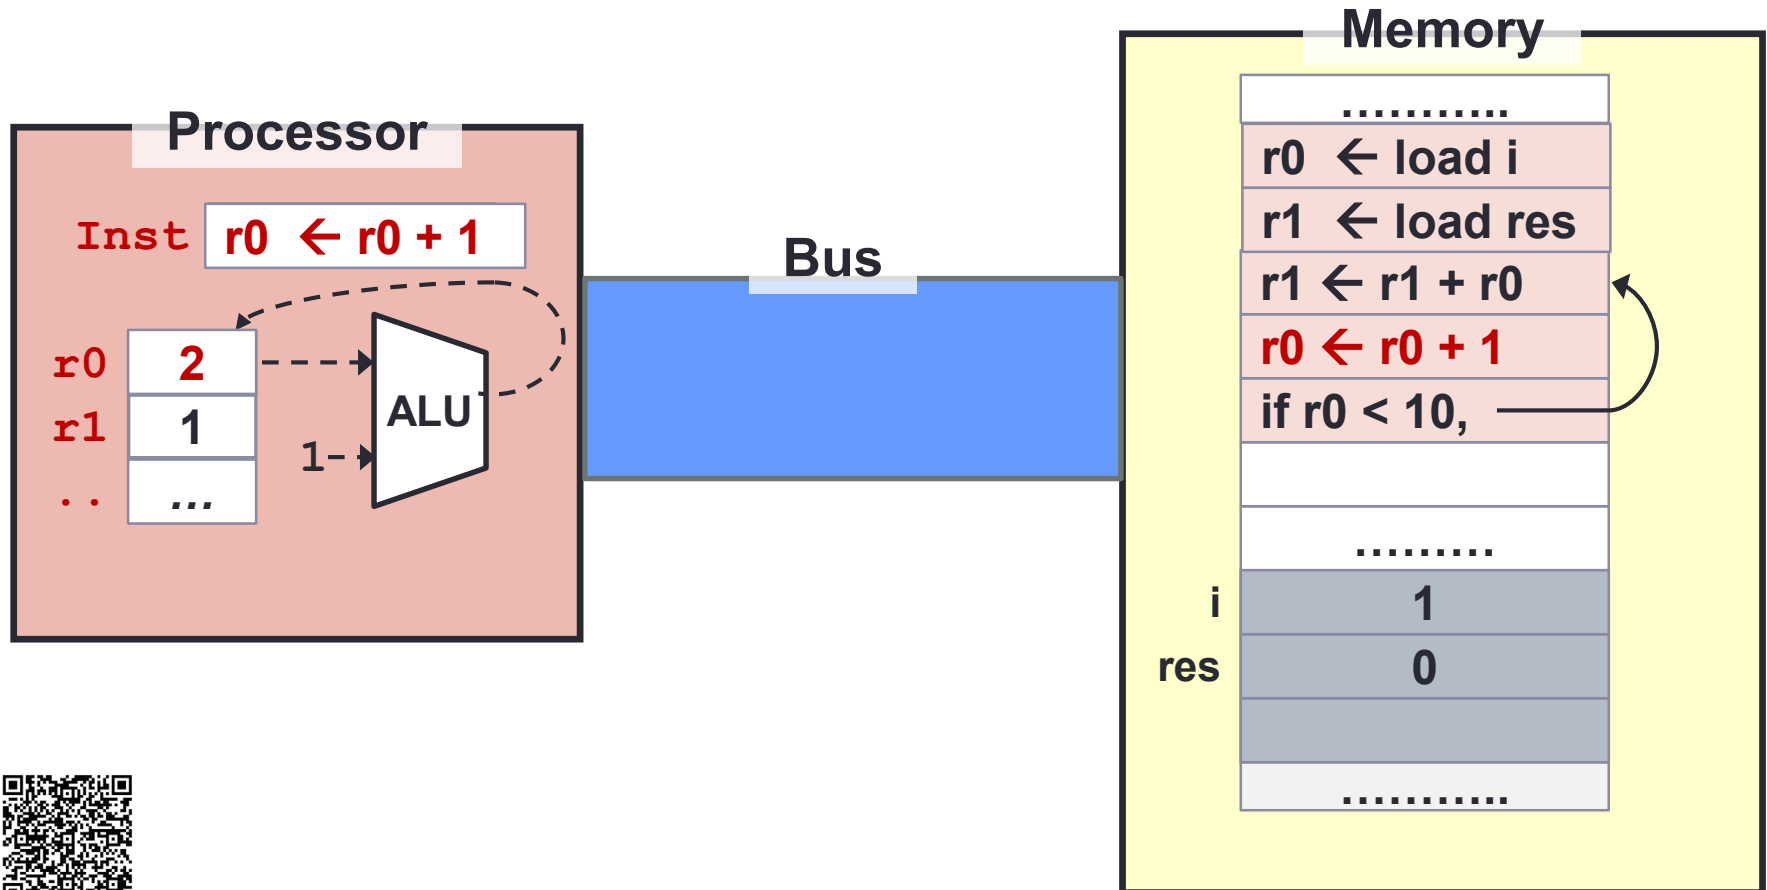 Memory
………..
Processor
r0 ← load i
Inst r0 ← r0 + 1
r1 ← load res
Bus
r1 ← r1 + r0
r0 2
r0 ← r0 + 1
r1 1
ALU
if r0 < 10,
1
.. ...
………
i 1
res 0
………..